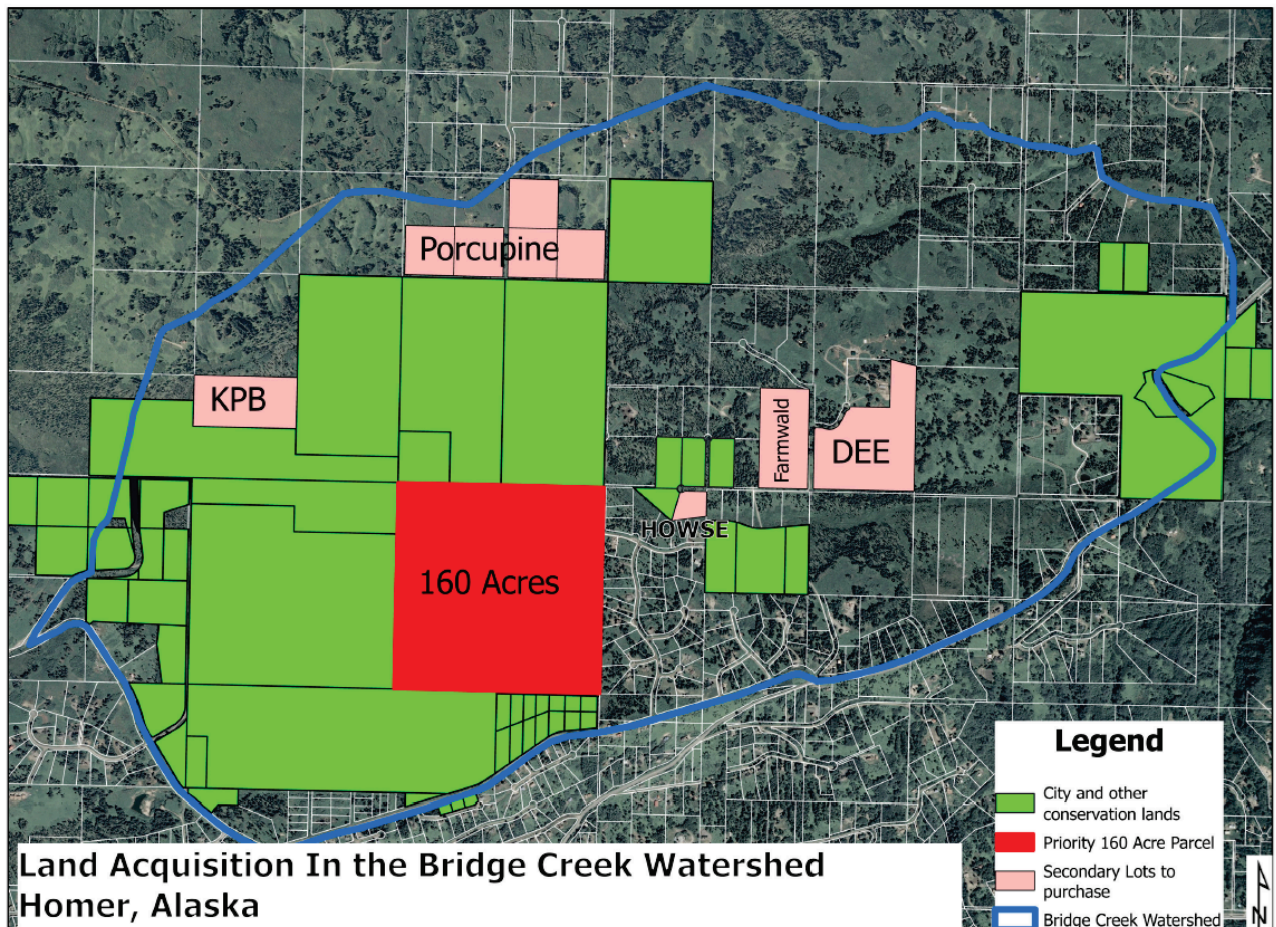 Porcupine
KPB
Farmwald
DEE
HOWSE
160 Acres
Legend
City and other
conservation lands
Priority 160 Acre Parcel
Secondary Lots to
purchase
Bridge Creek Watershed
Land Acquisition In the Bridge Creek Watershed
Homer, Alaska
N